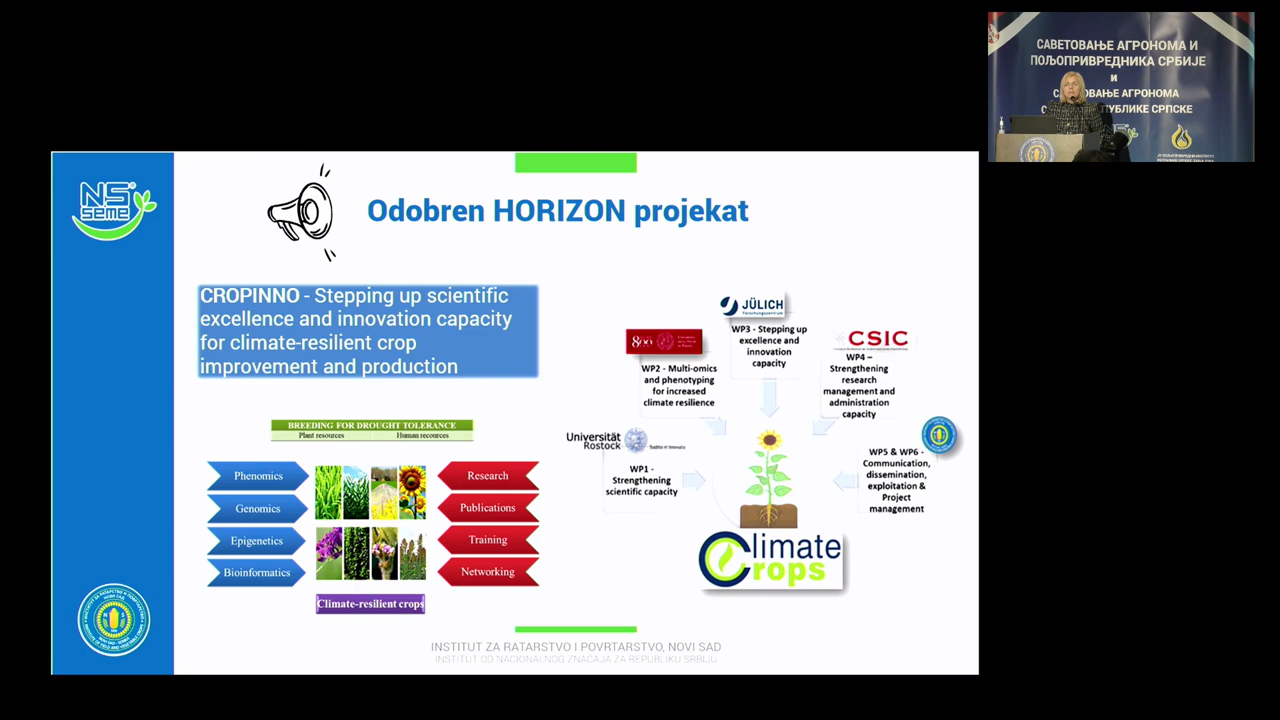 САВЕТОВАЊЕ АГРОНОМА И
ПОЉОПРИВРЕДНИКА СРБИЈЕ
И
АГРОНОМА
СРПСКЕ
NS
seme
Odobren HORIZON projekat
CROPINNO - Stepping up scientific
excellence and innovation capacity
for climate-resilient crop
improvement and production
BREEDING FOR DROUGHT TOLERANCE
Plant resources
Human recources
Phenomics
Genomics
Epigenetics
Bioinformatics
Research
Publications
Training
Networking
Climate-resilient crops
JÜLICH
Forschungszentrum
WP3 - Stepping up
excellence and
innovation
capacity
800
WP2 - Multi-omics
and phenotyping
for increased
climate resilience
CSIC
WP4 –
Strengthening
research
management and
administration
capacity
Universität
Rostock
Traditio et Innovatio
WP1 -
Strengthening
scientific capacity
WP5 & WP6 -
Communication,
dissemination,
exploitation &
Project
management
Climate
Crops
INSTITUT ZA RATARSTVO I POVRTARSTVO, NOVI SAD
INSTITUT OD NACIONALNOG ZNAČAJA ZA REPUBLIKU SRBIJU